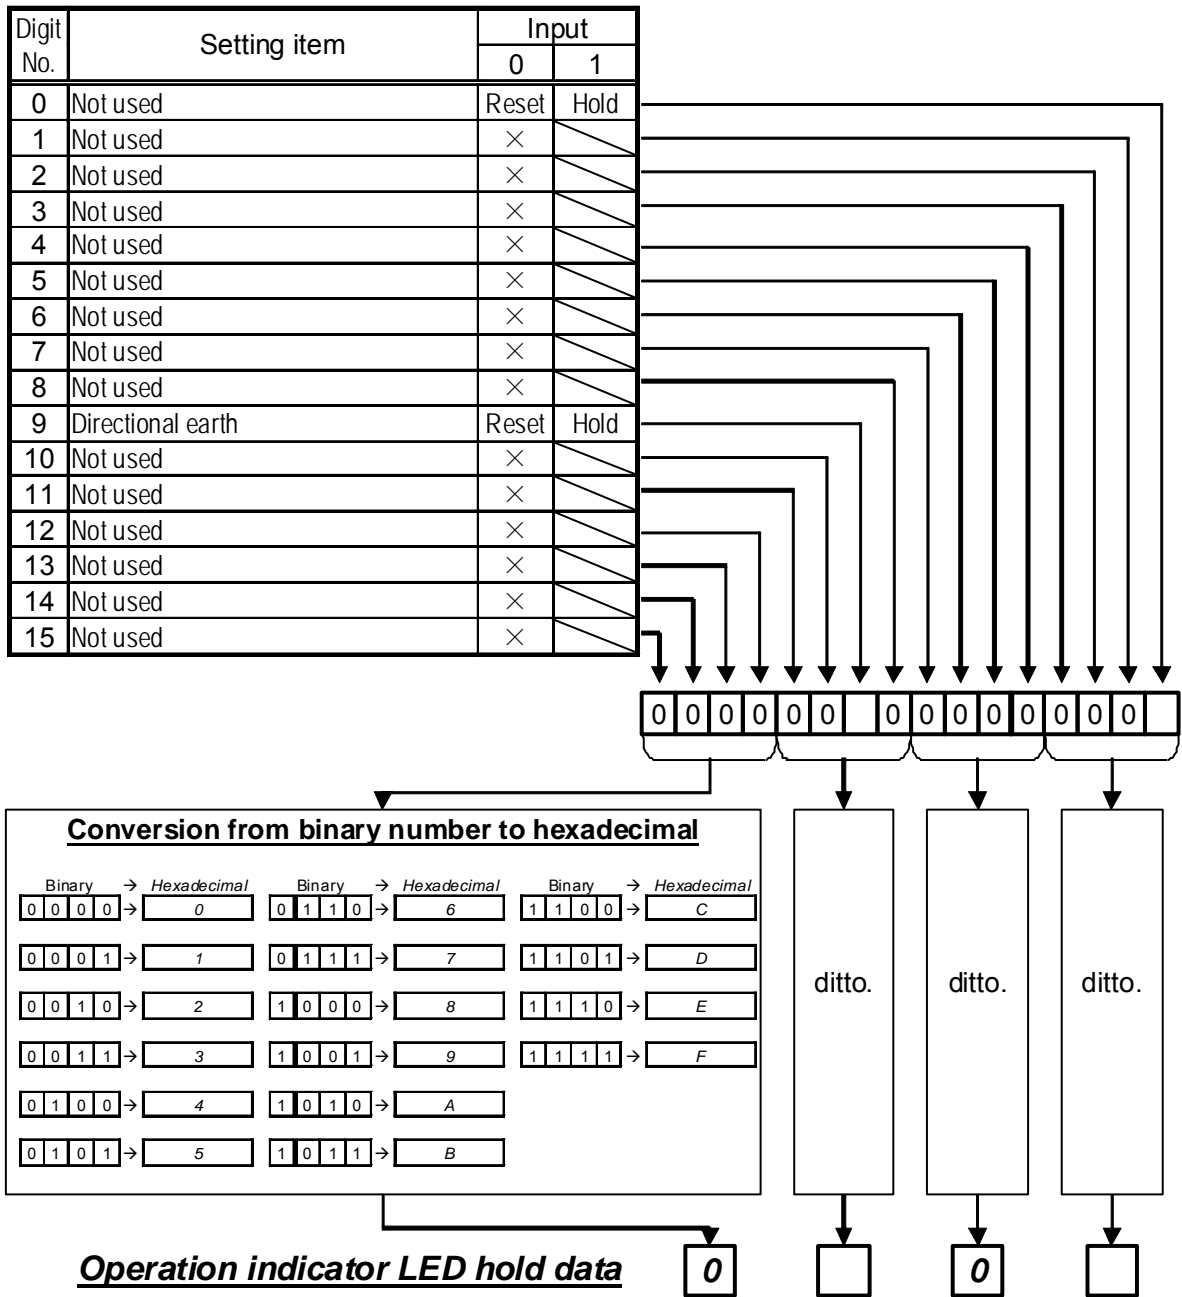 Digit No. Setting item Input
0 1
0 Not used Reset Hold
1 Not used ×
2 Not used ×
3 Not used ×
4 Not used ×
5 Not used ×
6 Not used ×
7 Not used ×
8 Not used ×
9 Directional earth Reset Hold
10 Not used ×
11 Not used ×
12 Not used ×
13 Not used ×
14 Not used ×
15 Not used ×
0 0 0 0 0 0 0 0 0 0 0 0 0 0
Conversion from binary number to hexadecimal
Binary → Hexadecimal Binary → Hexadecimal Binary → Hexadecimal
0 0 0 0 → 0 0 1 1 0 → 6 1 1 0 0 → C
0 0 0 1 → 1 0 1 1 1 → 7 1 1 0 1 → D
0 0 1 0 → 2 1 0 0 0 → 8 1 1 1 0 → E
0 0 1 1 → 3 1 0 0 1 → 9 1 1 1 1 → F
0 1 0 0 → 4 1 0 1 0 → A
0 1 0 1 → 5 1 0 1 1 → B
ditto. ditto. ditto.
Operation indicator LED hold data 0 0